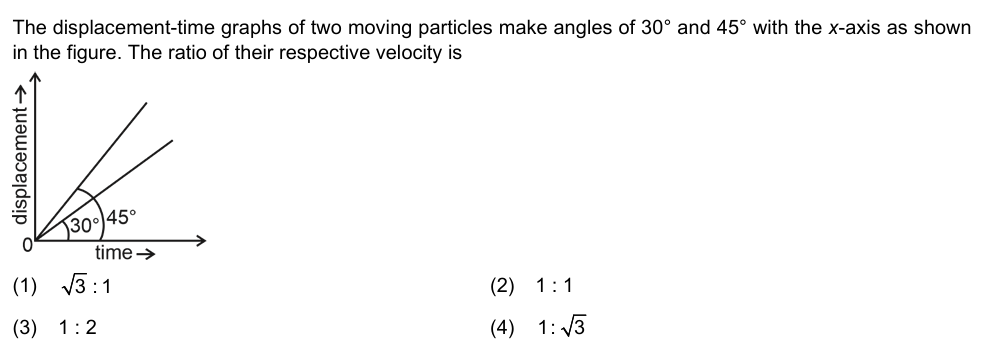 The displacement-time graphs of two moving particles make angles of 30° and 45° with the x-axis as shown
in the figure. The ratio of their respective velocity is
displacement→
30°
45°
0
time→
(1) √3 : 1
(2) 1 : 1
(3) 1 : 2
(4) 1: √3